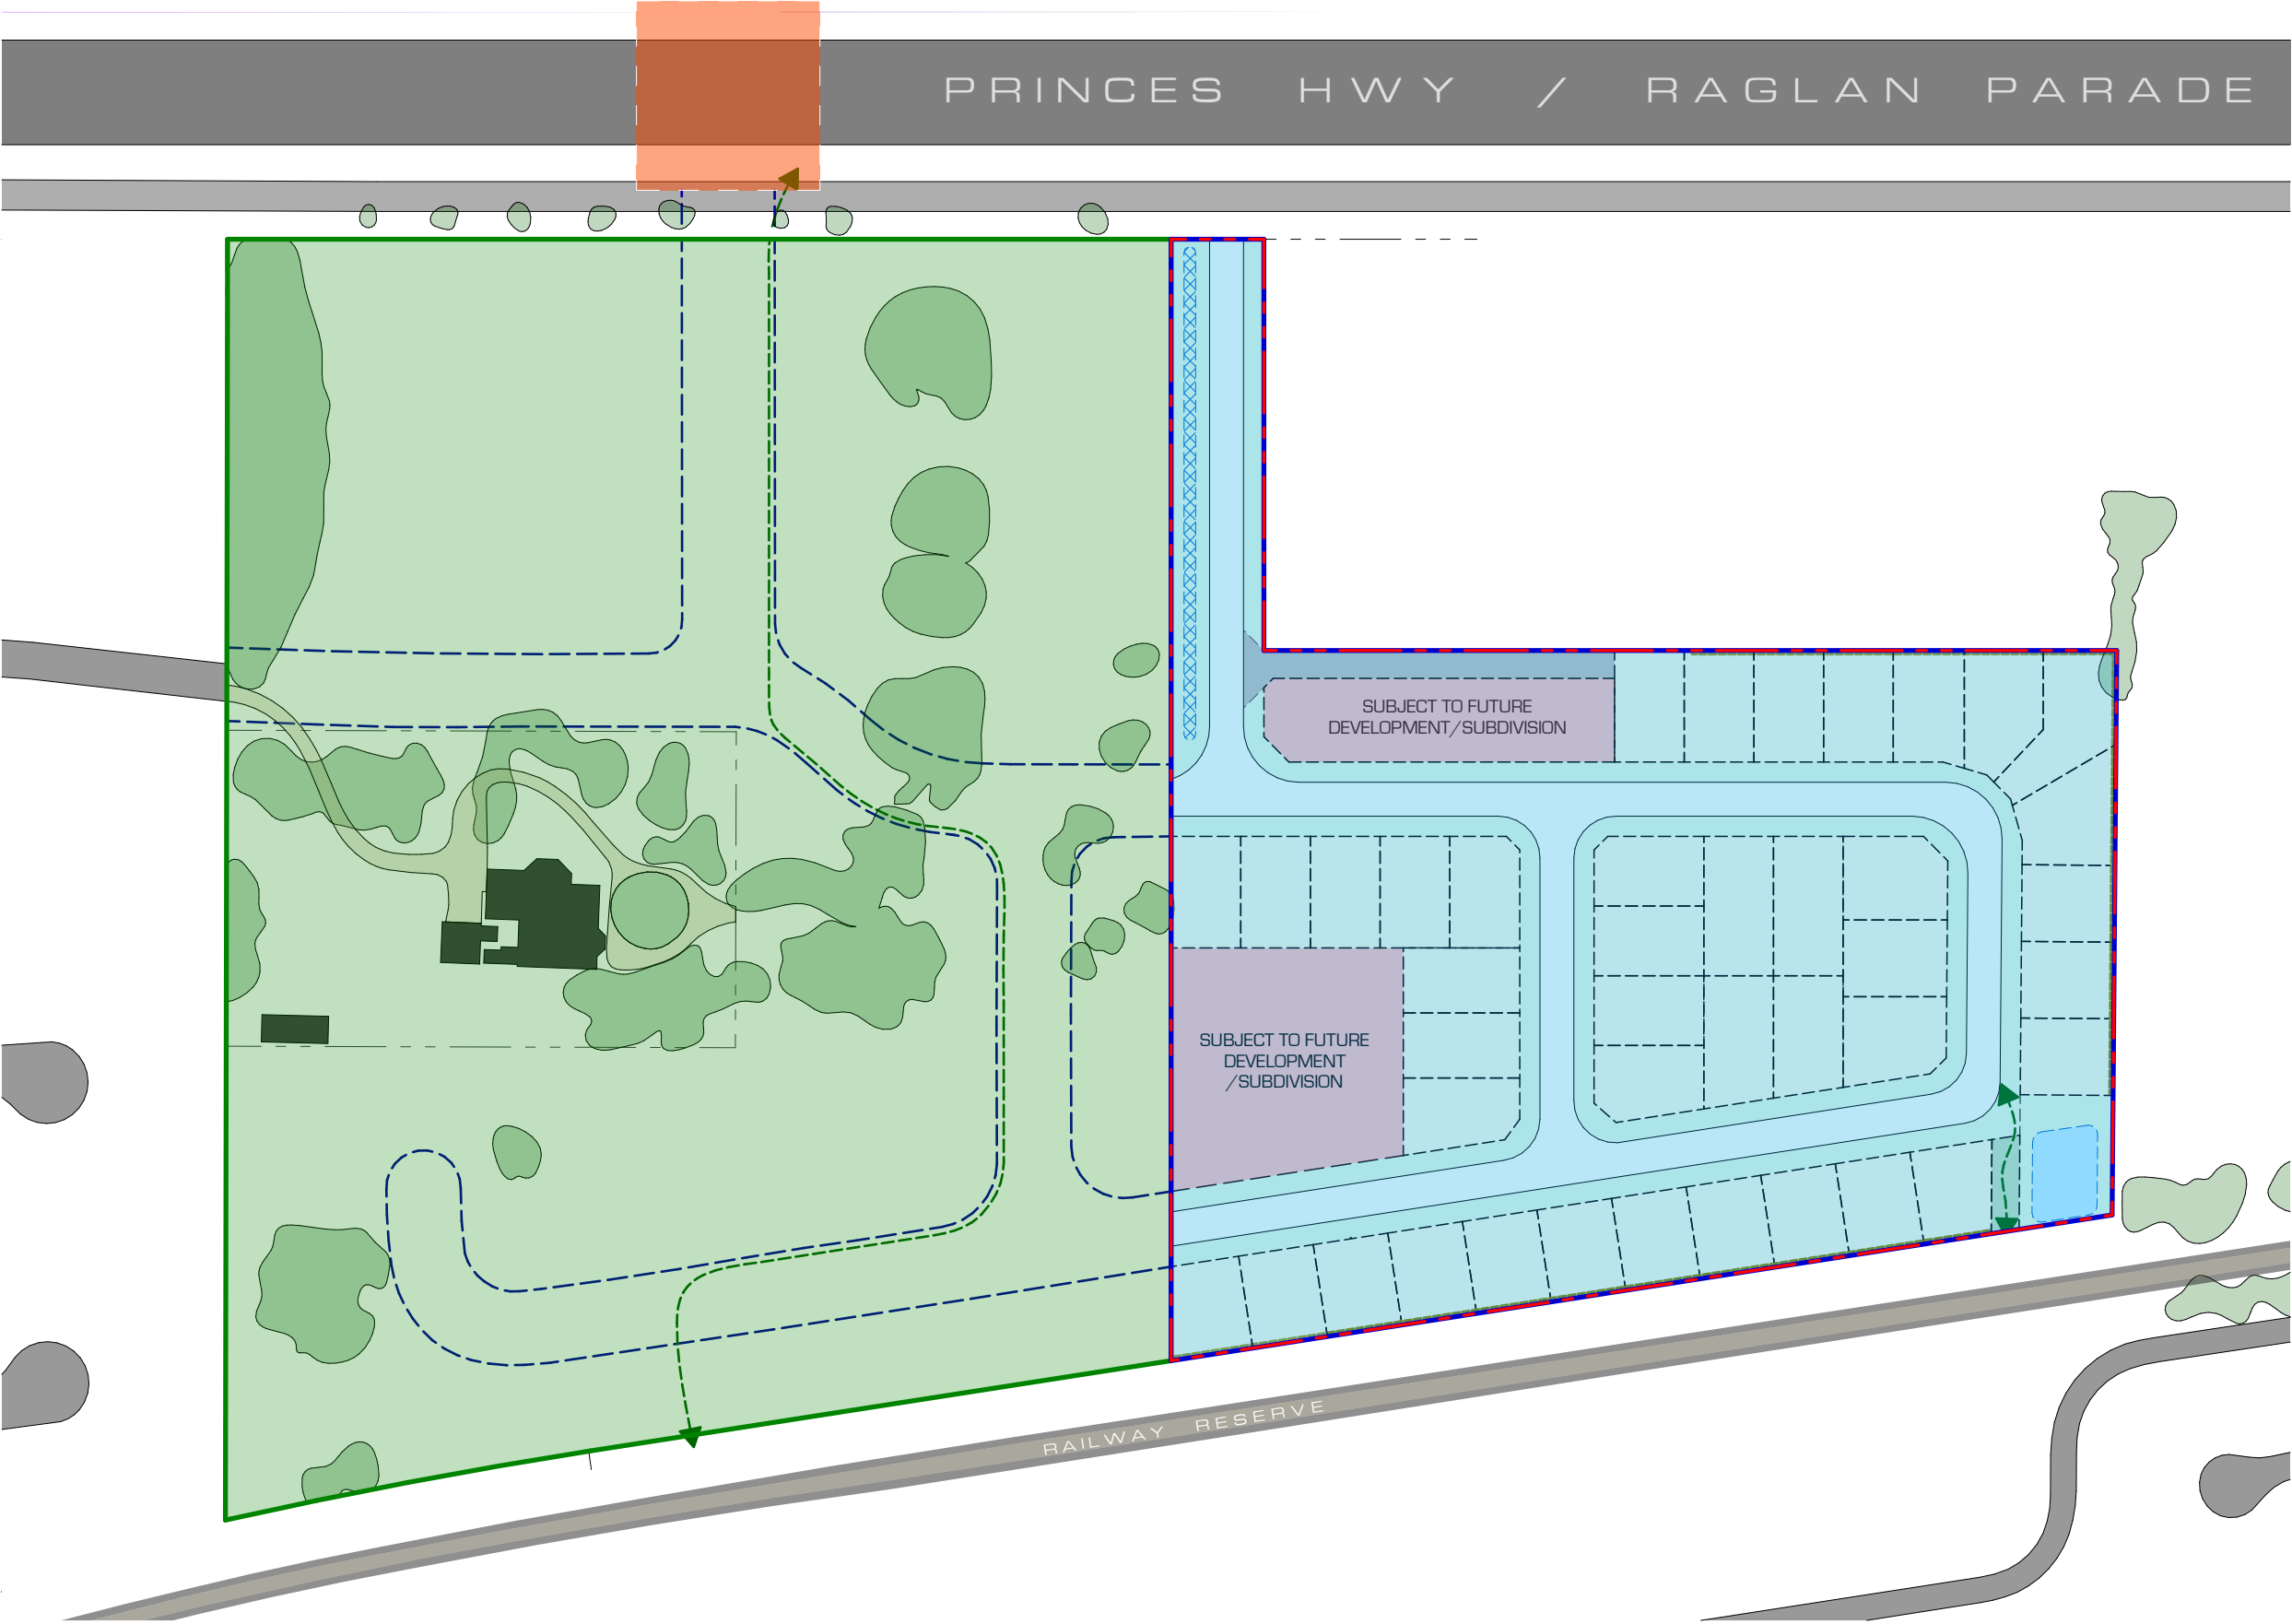 PRINCES HWY / RAGLAN PARADE
SUBJECT TO FUTURE
DEVELOPMENT/SUBDIVISION
SUBJECT TO FUTURE
DEVELOPMENT
/SUBDIVISION
RAILWAY RESERVE